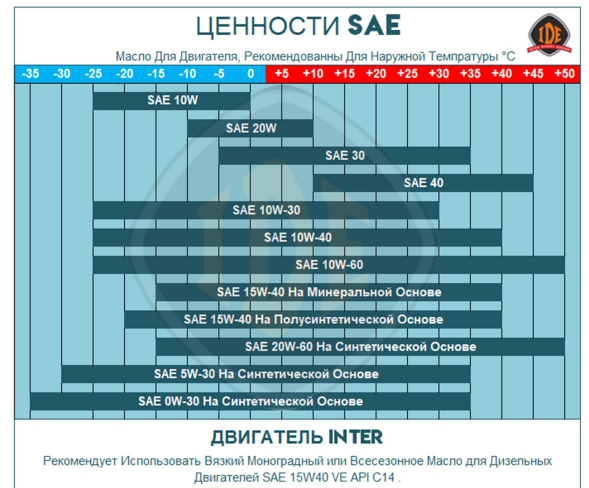 ЦЕННОСТИ SAE
IDE
Масло Для Двигателя, Рекомендованны Для Наружной Темпратуры °C
-35 -30 -25 -20 -15 -10 -5 0 +5 +10 +15 +20 +25 +30 +35 +40 +45 +50
SAE 10W
SAE 20W
SAE 30
SAE 40
SAE 10W-30
SAE 10W-40
SAE 10W-60
SAE 15W-40 На Минеральной Основе
SAE 15W-40 На Полусинтетической Основе
SAE 20W-60 На Синтетической Основе
SAE 5W-30 На Синтетической Основе
SAE 0W-30 На Синтетической Основе
ДВИГАТЕЛЬ INTER
Рекомендует Использовать Вязкий Моноградный или Всесезонное Масло для Дизельных
Двигателей SAE 15W40 VE API C14 .